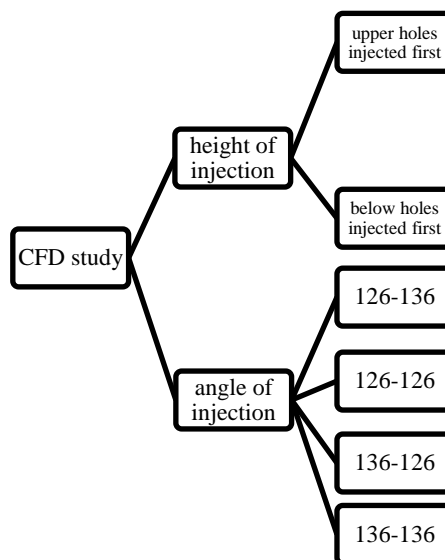 upper holes
injected first
height of
injection
below holes
injected first
CFD study
126-136
126-126
angle of
injection
136-126
136-136